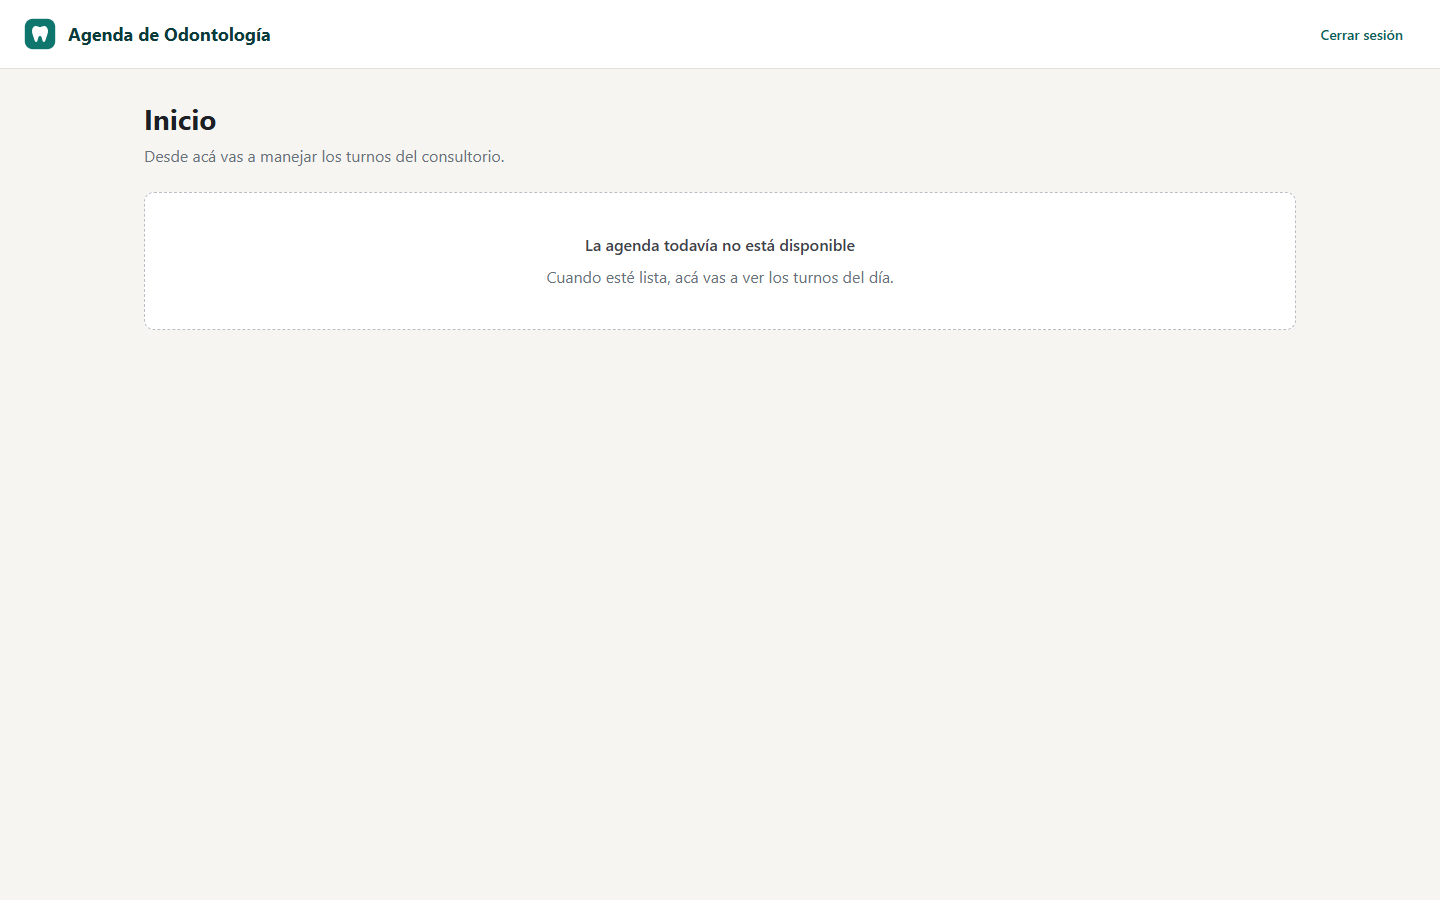 Agenda de Odontología
Cerrar sesión
Inicio
Desde acá vas a manejar los turnos del consultorio.
La agenda todavía no está disponible
Cuando esté lista, acá vas a ver los turnos del día.